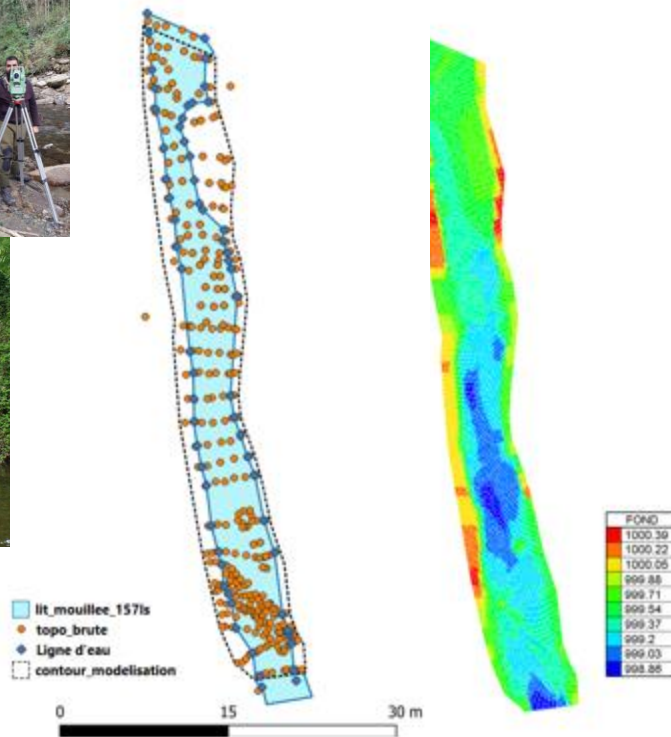 lit_mouillee_157ls
topo_brute
Ligne d'eau
contour_modelisation
0 15 30 m
FOND
1000.39
1000.22
1000.05
999.88
999.71
999.54
999.37
999.2
999.03
998.86